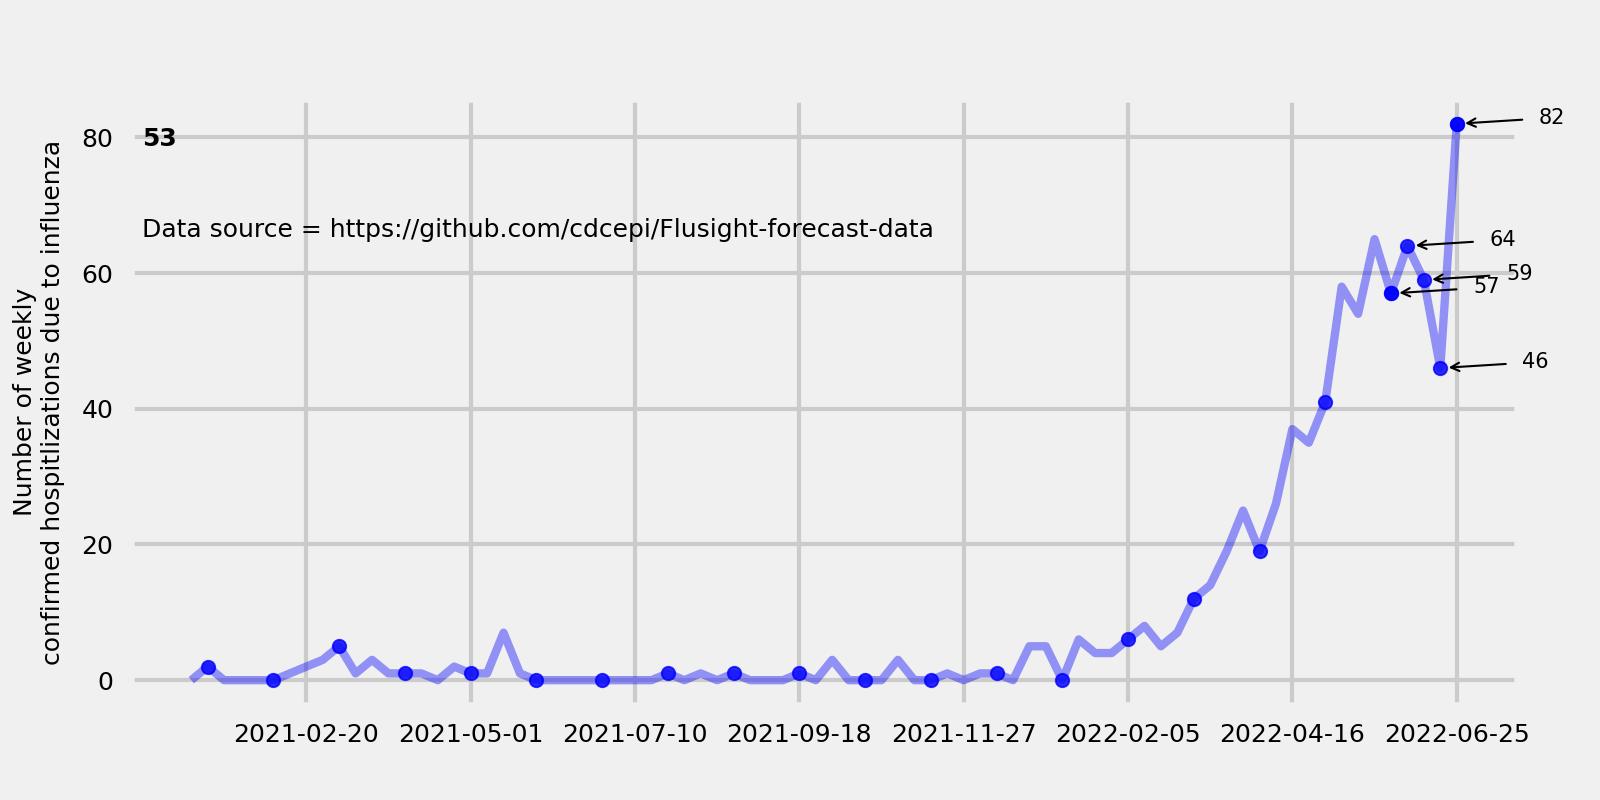 53
Data source = https://github.com/cdcepi/Flusight-forecast-data
Number of weekly
confirmed hospitlizations due to influenza
80
60
40
20
0
82
64
59
57
46
2021-02-20 2021-05-01 2021-07-10 2021-09-18 2021-11-27 2022-02-05 2022-04-16 2022-06-25